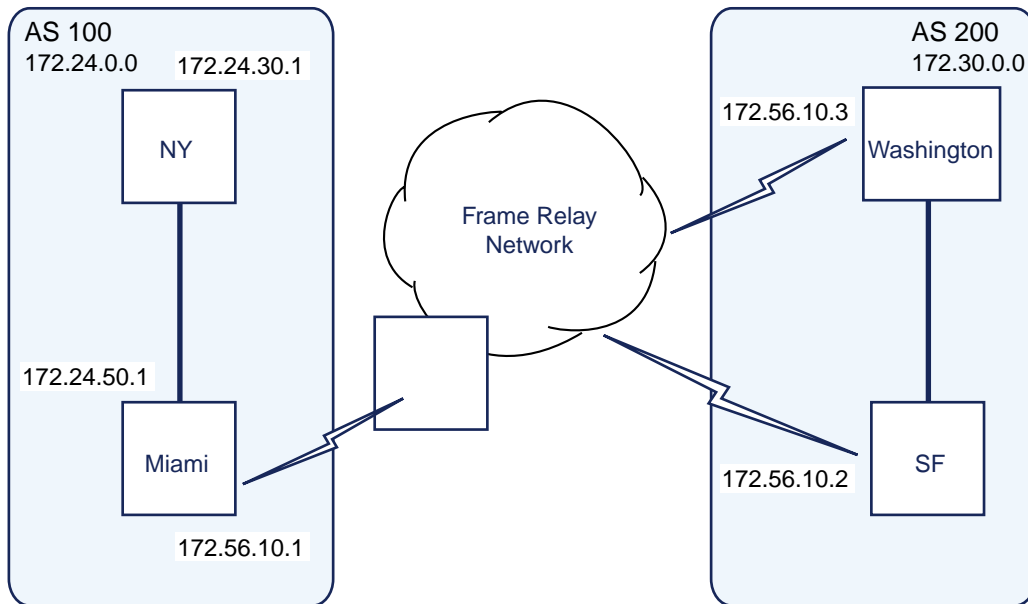 AS 100
172.24.0.0
172.24.30.1
NY
172.24.50.1
Miami
172.56.10.1
Frame Relay
Network
AS 200
172.30.0.0
172.56.10.3
Washington
172.56.10.2
SF